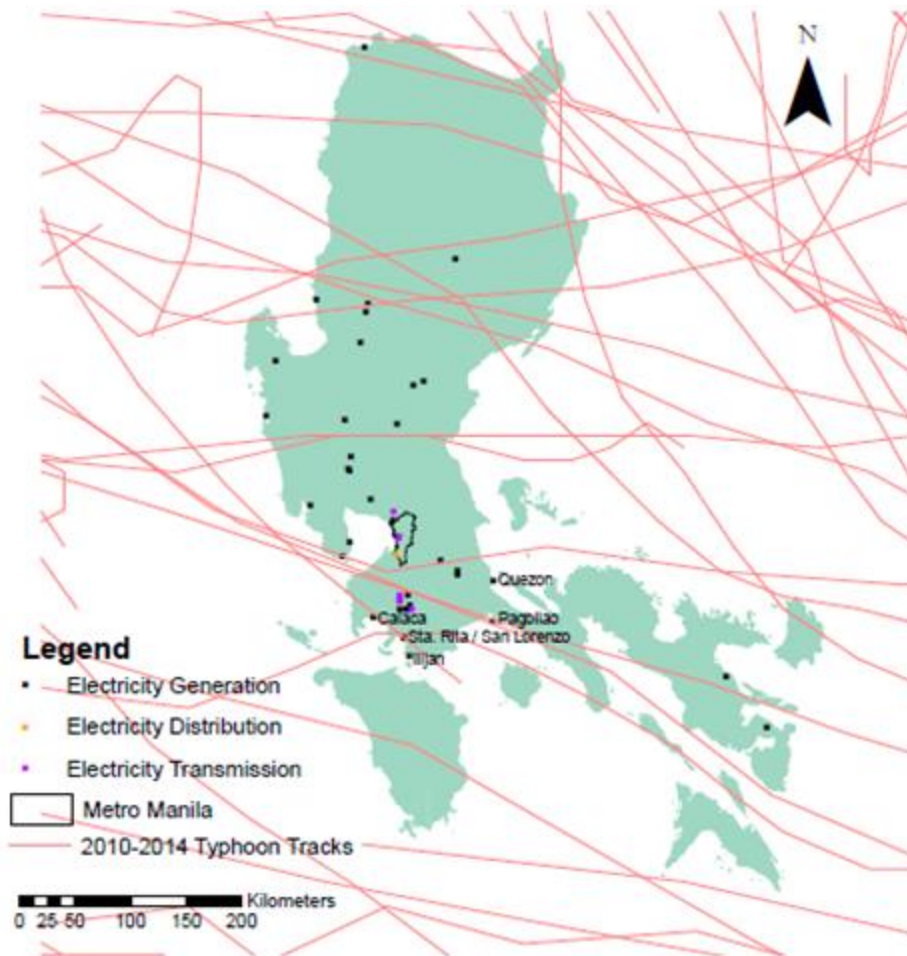 N
Quezon
Pagbilao
Calaca
Sta. Rita / San Lorenzo
Ilijan
Legend
Electricity Generation
Electricity Distribution
Electricity Transmission
Metro Manila
2010-2014 Typhoon Tracks
Kilometers
0 25 50 100 150 200